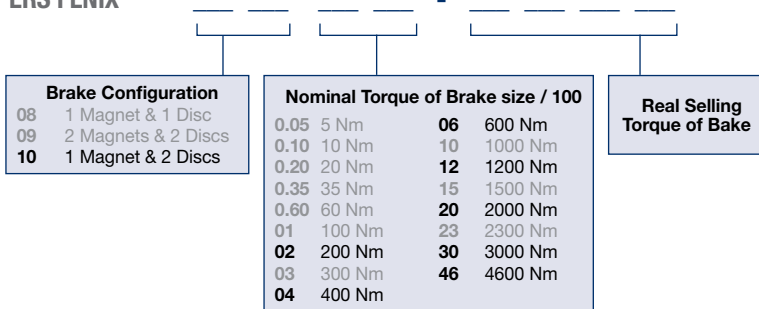 ERS FENIX
-
Brake Configuration
08 1 Magnet & 1 Disc
09 2 Magnets & 2 Discs
10 1 Magnet & 2 Discs
Nominal Torque of Brake size / 100
0.05 5 Nm 06 600 Nm
0.10 10 Nm 10 1000 Nm
0.20 20 Nm 12 1200 Nm
0.35 35 Nm 15 1500 Nm
0.60 60 Nm 20 2000 Nm
01 100 Nm 23 2300 Nm
02 200 Nm 30 3000 Nm
03 300 Nm 46 4600 Nm
04 400 Nm
Real Selling
Torque of Bake